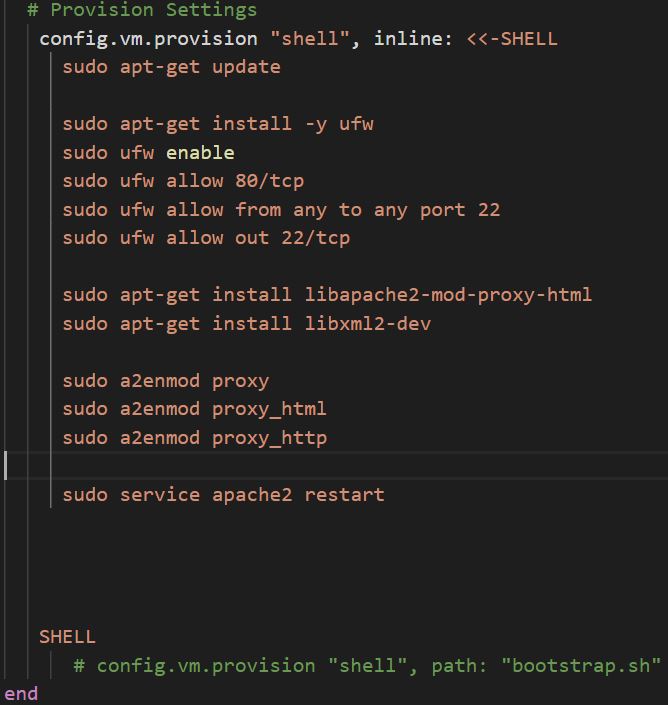 # Provision Settings
config.vm.provision "shell", inline: <<-SHELL
sudo apt-get update
sudo apt-get install -y ufw
sudo ufw enable
sudo ufw allow 80/tcp
sudo ufw allow from any to any port 22
sudo ufw allow out 22/tcp
sudo apt-get install libapache2-mod-proxy-html
sudo apt-get install libxml2-dev
sudo a2enmod proxy
sudo a2enmod proxy_html
sudo a2enmod proxy_http
sudo service apache2 restart
SHELL
# config.vm.provision "shell", path: "bootstrap.sh"
end